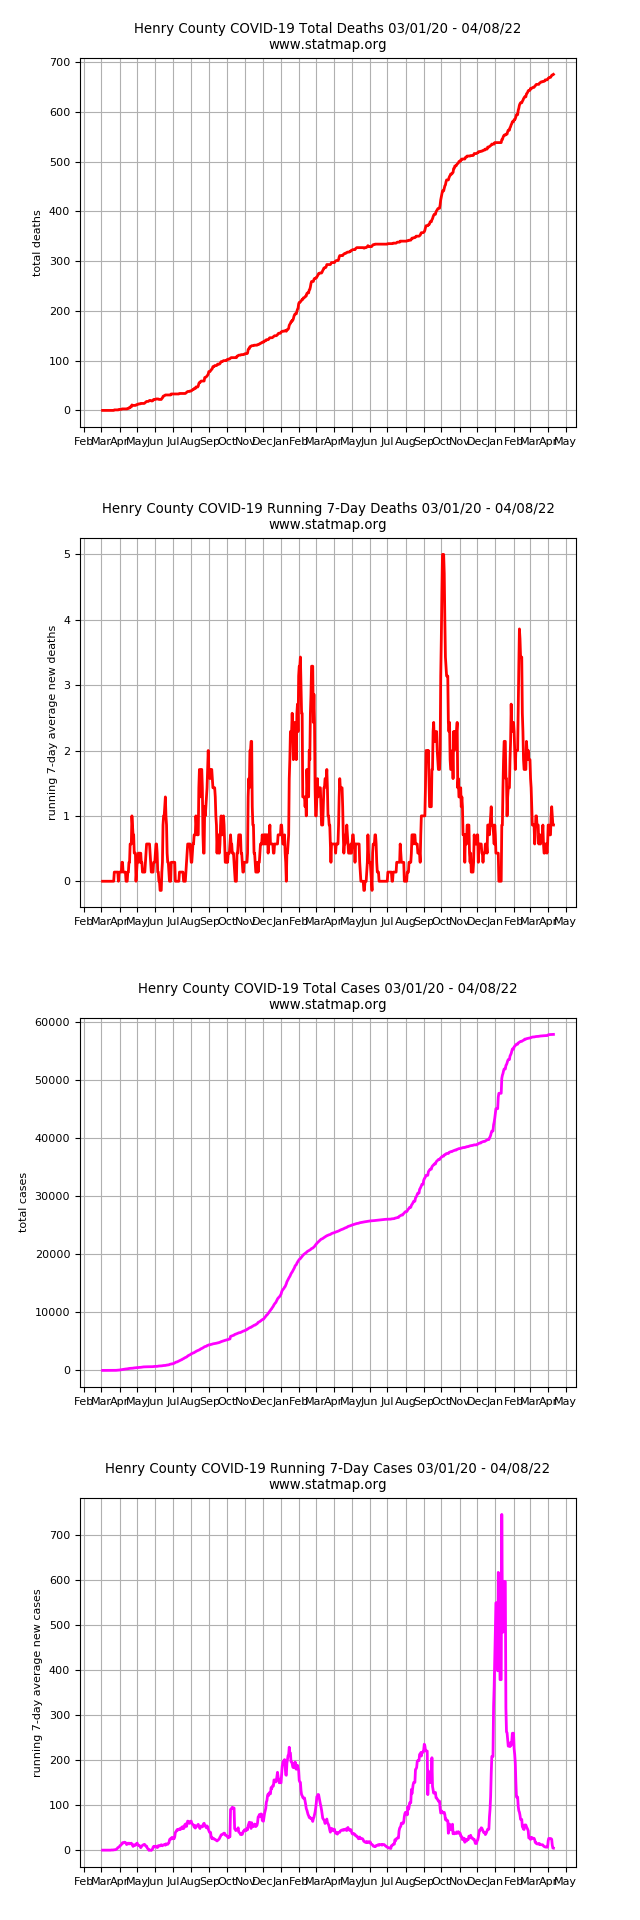 Henry County COVID-19 Total Deaths 03/01/20 - 04/08/22
www.statmap.org
700
600
500
400
300
200
100
0
total deaths
Feb Mar Apr May Jun Jul Aug Sep Oct Nov Dec Jan Feb Mar Apr May Jun Jul Aug Sep Oct Nov Dec Jan Feb Mar Apr May
Henry County COVID-19 Running 7-Day Deaths 03/01/20 - 04/08/22
www.statmap.org
5
4
3
2
1
0
running 7-day average new deaths
Feb Mar Apr May Jun Jul Aug Sep Oct Nov Dec Jan Feb Mar Apr May Jun Jul Aug Sep Oct Nov Dec Jan Feb Mar Apr May
Henry County COVID-19 Total Cases 03/01/20 - 04/08/22
www.statmap.org
60000
50000
40000
30000
20000
10000
0
total cases
Feb Mar Apr May Jun Jul Aug Sep Oct Nov Dec Jan Feb Mar Apr May Jun Jul Aug Sep Oct Nov Dec Jan Feb Mar Apr May
Henry County COVID-19 Running 7-Day Cases 03/01/20 - 04/08/22
www.statmap.org
700
600
500
400
300
200
100
0
running 7-day average new cases
Feb Mar Apr May Jun Jul Aug Sep Oct Nov Dec Jan Feb Mar Apr May Jun Jul Aug Sep Oct Nov Dec Jan Feb Mar Apr May